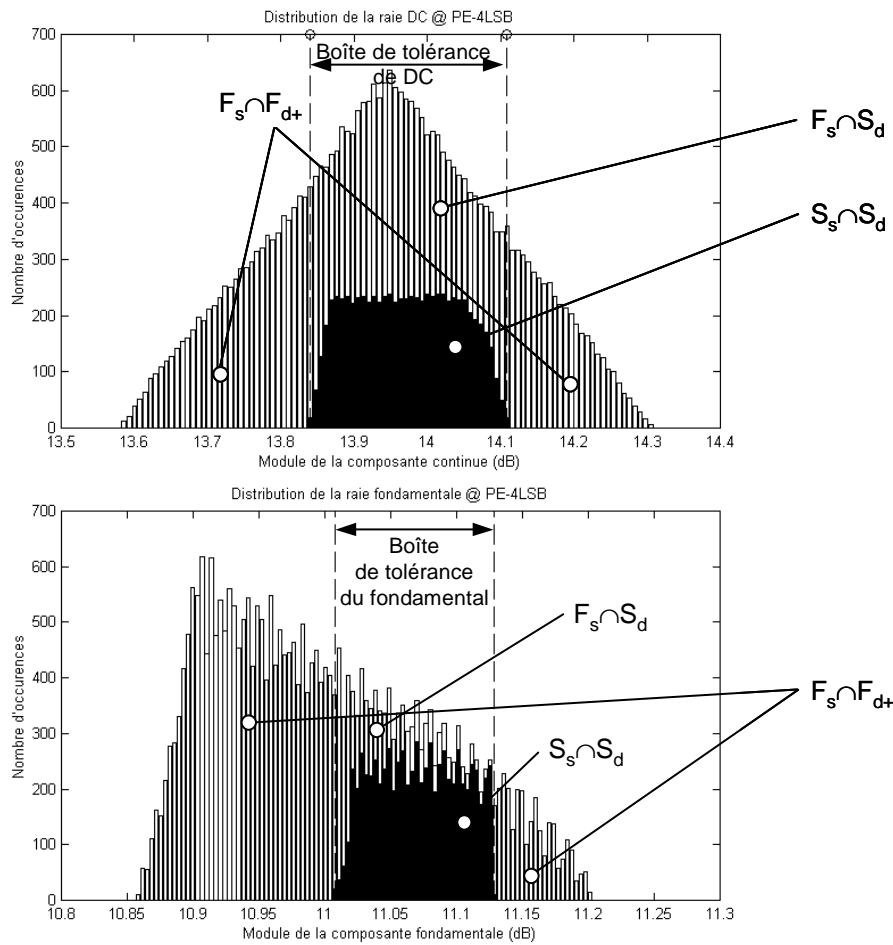 Distribution de la raie DC @ PE-4LSB
700
600
500
400
300
200
100
0
Nombre d'occurences
Boîte de tolérance
de DC
Fs∩Fd+
Fs∩Sd
Ss∩Sd
13.5 13.6 13.7 13.8 13.9 14 14.1 14.2 14.3 14.4
Module de la composante continue (dB)
Distribution de la raie fondamentale @ PE-4LSB
700
600
500
400
300
200
100
0
Nombre d'occurences
Boîte
de tolérance
du fondamental
Fs∩Sd
Fs∩Fd+
Ss∩Sd
10.8 10.85 10.9 10.95 11 11.05 11.1 11.15 11.2 11.25 11.3
Module de la composante fondamentale (dB)